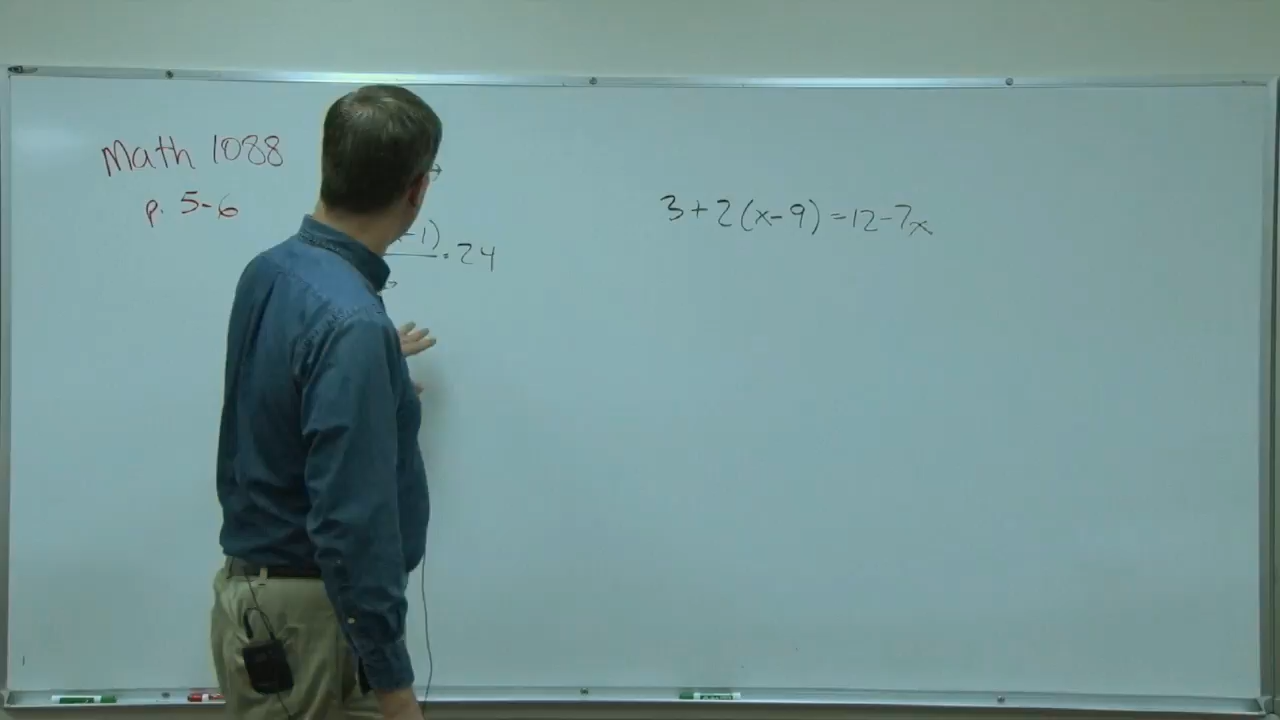 Math 1088
p. 5-6
-1)
= 24
3+2(x-9)=12-7x